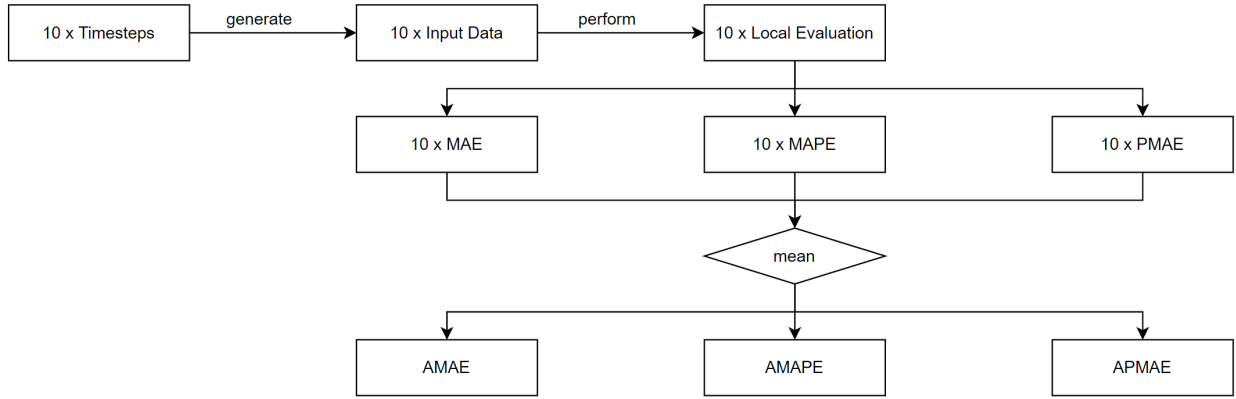 generate
perform
10 x Timesteps
10 x Input Data
10 x Local Evaluation
10 x MAE
10 x MAPE
10 x PMAE
mean
AMAE
AMAPE
APMAE